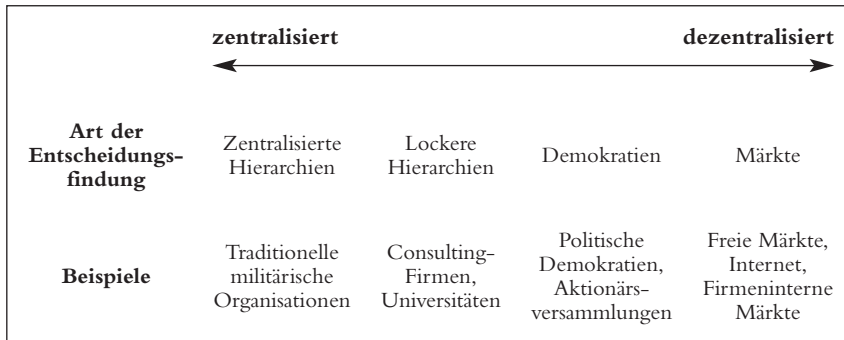 zentralisiert dezentralisiert
Art der
Entscheidungs-
findung
Zentralisierte
Hierarchien
Lockere
Hierarchien
Demokratien
Märkte
Beispiele
Traditionelle
militärische
Organisationen
Consulting-
Firmen,
Universitäten
Politische
Demokratien,
Aktionärs-
versammlungen
Freie Märkte,
Internet,
Firmeninterne
Märkte